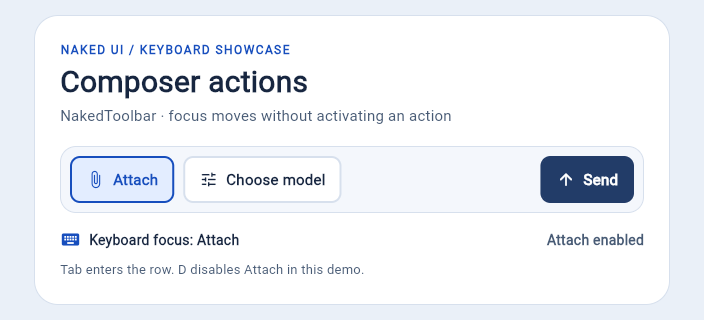 NAKED UI / KEYBOARD SHOWCASE
Composer actions
NakedToolbar · focus moves without activating an action
Attach
Choose model
Send
Keyboard focus: Attach
Attach enabled
Tab enters the row. D disables Attach in this demo.